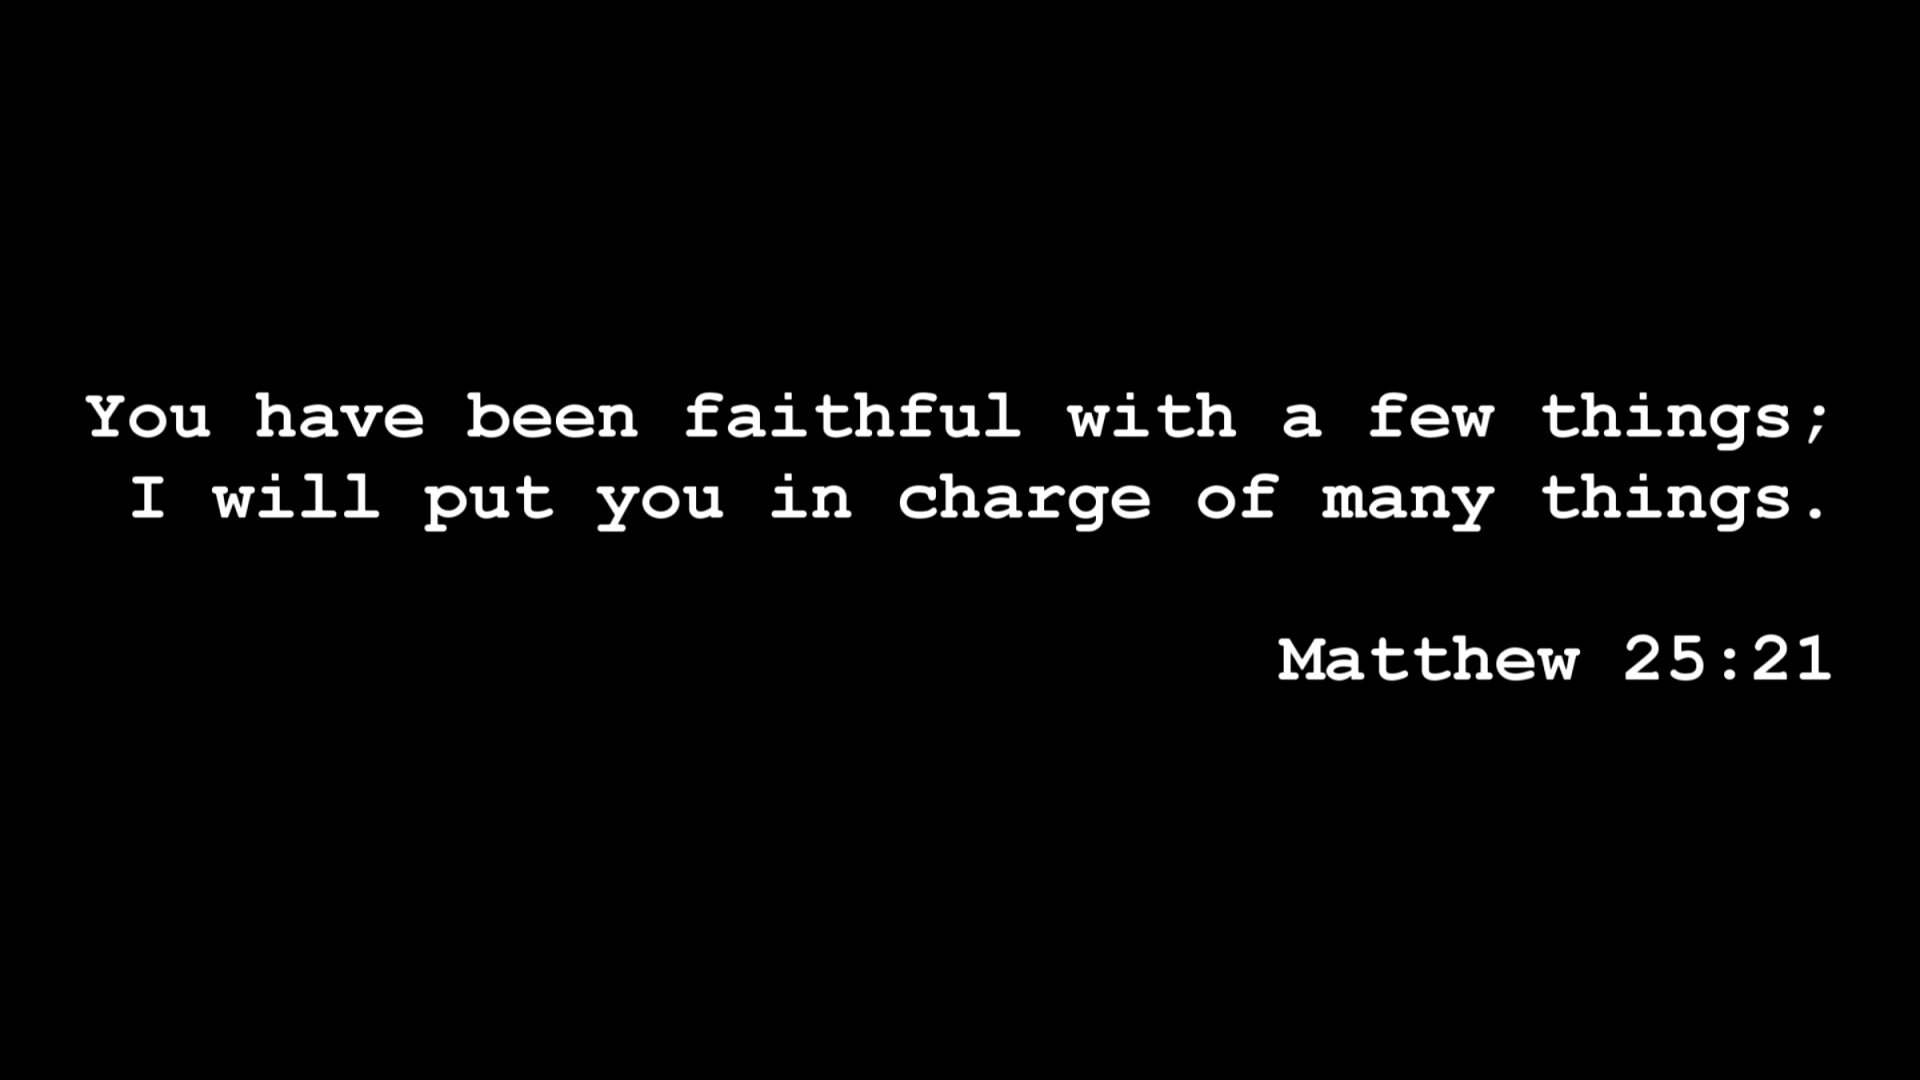 You have been faithful with a few things;
I will put you in charge of many things.
Matthew 25:21